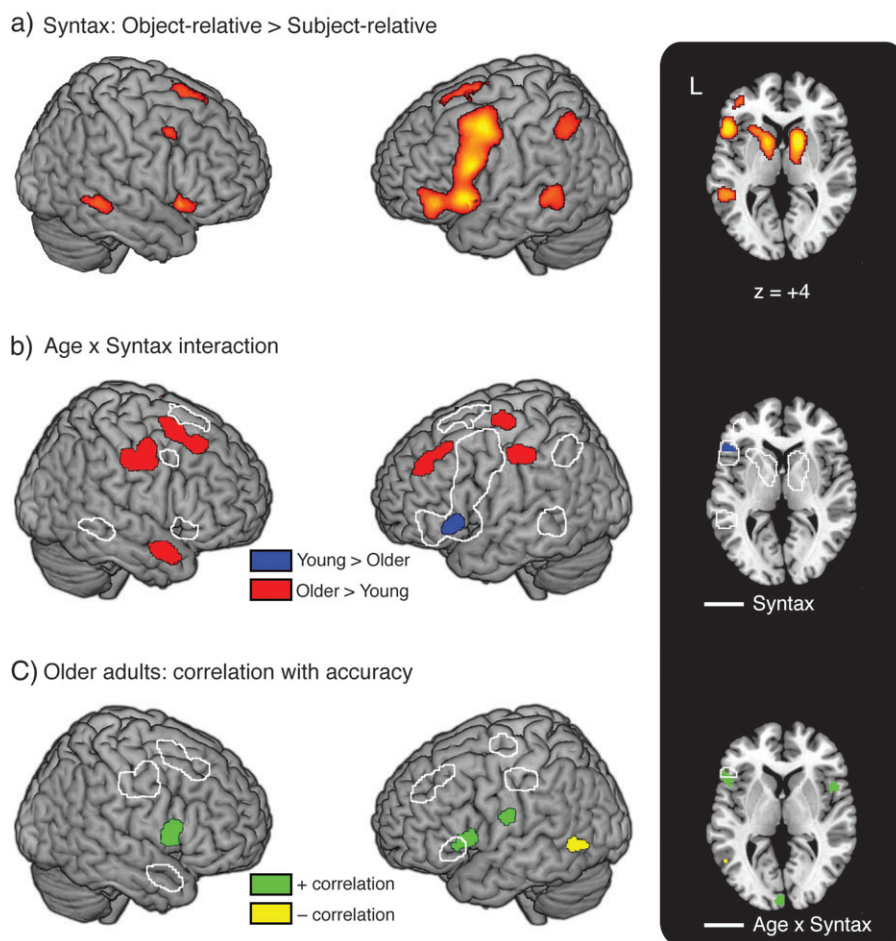 a) Syntax: Object-relative > Subject-relative
L
z = +4
b) Age x Syntax interaction
Young > Older
Older > Young
Syntax
C) Older adults: correlation with accuracy
+ correlation
– correlation
Age x Syntax